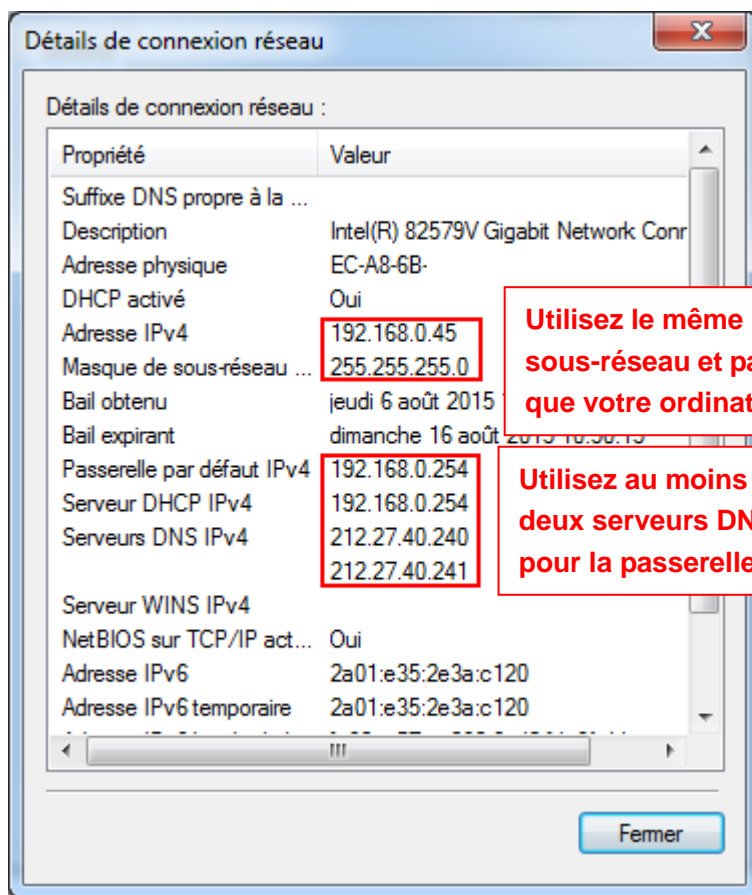 Détails de connexion réseau
Détails de connexion réseau :
Propriété Valeur
Suffixe DNS propre à la ...
Description Intel(R) 82579V Gigabit Network Conr
Adresse physique EC-A8-6B-
DHCP activé Oui
Adresse IPv4 192.168.0.45
Masque de sous-réseau ... 255.255.255.0
Bail obtenu jeudi 6 août 2015
Bail expirant dimanche 16 août
Passerelle par défaut IPv4 192.168.0.254
Serveur DHCP IPv4 192.168.0.254
Serveurs DNS IPv4 212.27.40.240
212.27.40.241
Serveur WINS IPv4
NetBIOS sur TCP/IP act... Oui
Adresse IPv6 2a01:e35:2e3a:c120
Adresse IPv6 temporaire 2a01:e35:2e3a:c120
Utilisez le même
sous-réseau et pa
que votre ordinat
Utilisez au moins
deux serveurs DN
pour la passerelle
Fermer